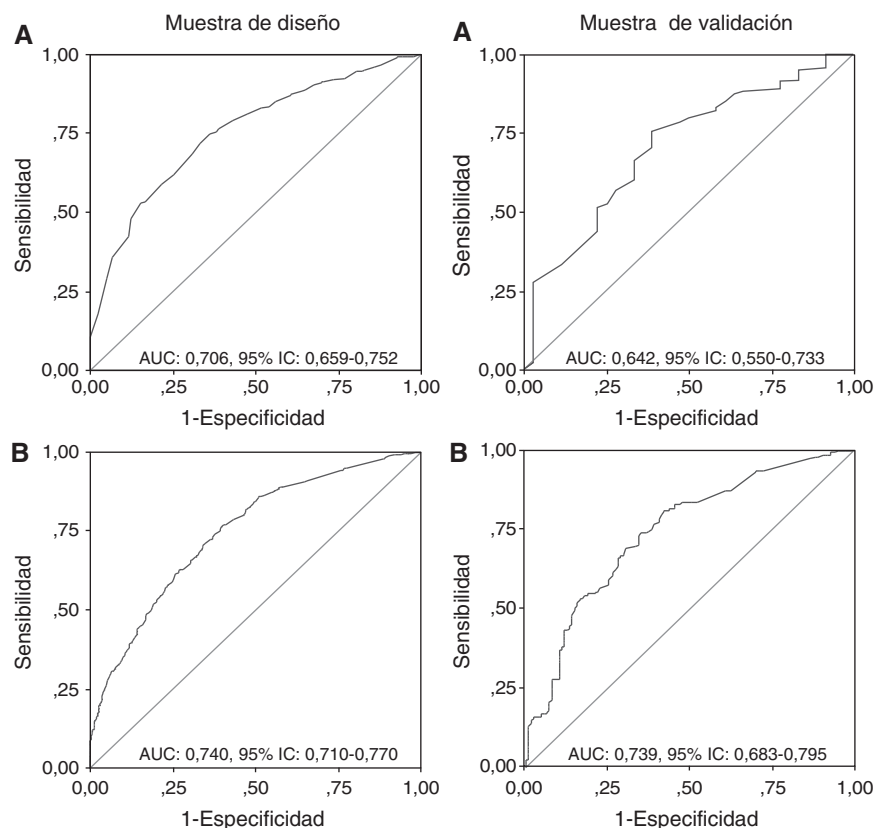 A
Muestra de diseño
1,00
,75
,50
,25
0,00
Sensibilidad
AUC: 0,706, 95% IC: 0,659-0,752
0,00 ,25 ,50 ,75 1,00
1-Especificidad
A
Muestra de validación
1,00
,75
,50
,25
0,00
Sensibilidad
AUC: 0,642, 95% IC: 0,550-0,733
0,00 ,25 ,50 ,75 1,00
1-Especificidad
B
1,00
,75
,50
,25
0,00
Sensibilidad
AUC: 0,740, 95% IC: 0,710-0,770
0,00 ,25 ,50 ,75 1,00
1-Especificidad
B
1,00
,75
,50
,25
0,00
Sensibilidad
AUC: 0,739, 95% IC: 0,683-0,795
0,00 ,25 ,50 ,75 1,00
1-Especificidad